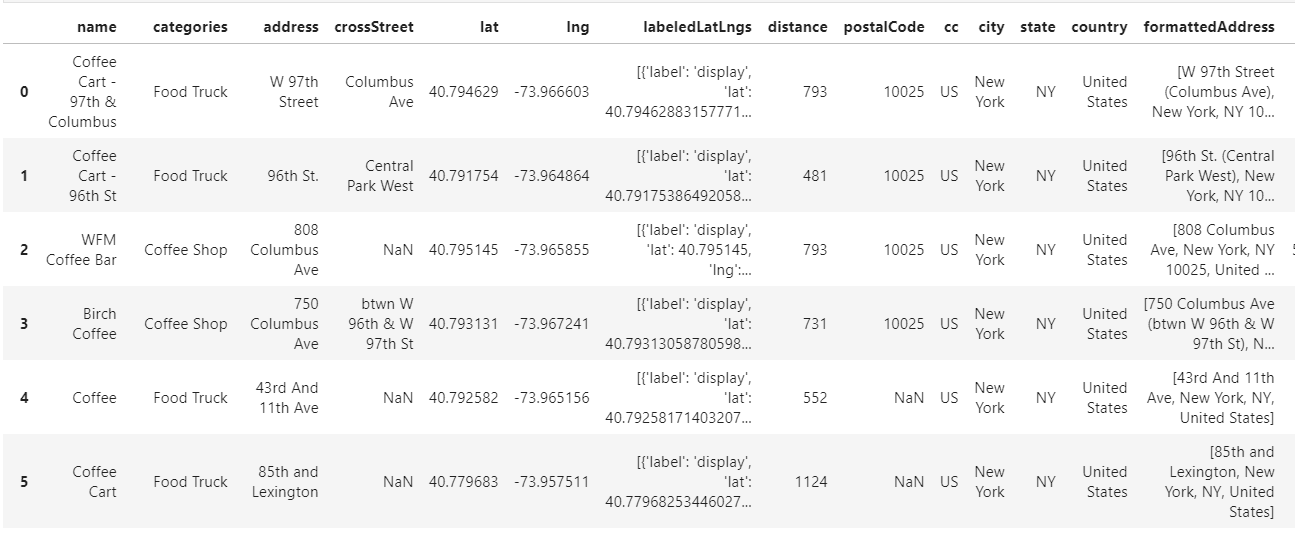 name categories address crossStreet lat lng labeledLatLngs distance postalCode cc city state country formattedAddress
0 Coffee Cart - 97th & Columbus Food Truck W 97th Street Columbus Ave 40.794629 -73.966603 [{'label': 'display', 'lat': 40.79462883157771... 793 10025 US New York NY United States [W 97th Street (Columbus Ave), New York, NY 10...
1 Coffee Cart - 96th St Food Truck 96th St. Central Park West 40.791754 -73.964864 [{'label': 'display', 'lat': 40.79175386492058... 481 10025 US New York NY United States [96th St. (Central Park West), New York, NY 10...
2 WFM Coffee Bar Coffee Shop 808 Columbus Ave NaN 40.795145 -73.965855 [{'label': 'display', 'lat': 40.795145, 'lng':... 793 10025 US New York NY United States [808 Columbus Ave, New York, NY 10025, United ...
3 Birch Coffee Coffee Shop 750 Columbus Ave btwn W 96th & W 97th St 40.793131 -73.967241 [{'label': 'display', 'lat': 40.79313058780598... 731 10025 US New York NY United States [750 Columbus Ave (btwn W 96th & W 97th St), N...
4 Coffee Food Truck 43rd And 11th Ave NaN 40.792582 -73.965156 [{'label': 'display', 'lat': 40.79258171403207... 552 NaN US New York NY United States [43rd And 11th Ave, New York, NY, United States]
5 Coffee Cart Food Truck 85th and Lexington NaN 40.779683 -73.957511 [{'label': 'display', 'lat': 40.77968253446027... 1124 NaN US New York NY United States [85th and Lexington, New York, NY, United States]